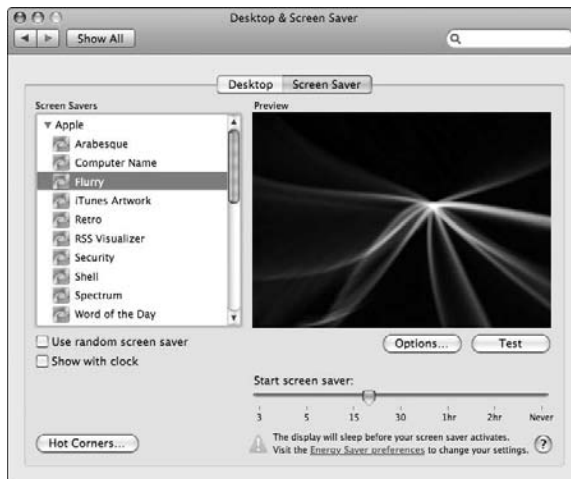 Desktop & Screen Saver
Show All
Desktop Screen Saver
Screen Savers
Preview
Apple
Arabesque
Computer Name
Flurry
iTunes Artwork
Retro
RSS Visualizer
Security
Shell
Spectrum
Word of the Day
Use random screen saver
Show with clock
Options... Test
Start screen saver:
3 5 15 30 1hr 2hr Never
Hot Corners...
The display will sleep before your screen saver activates.
Visit the Energy Saver preferences to change your settings.
?